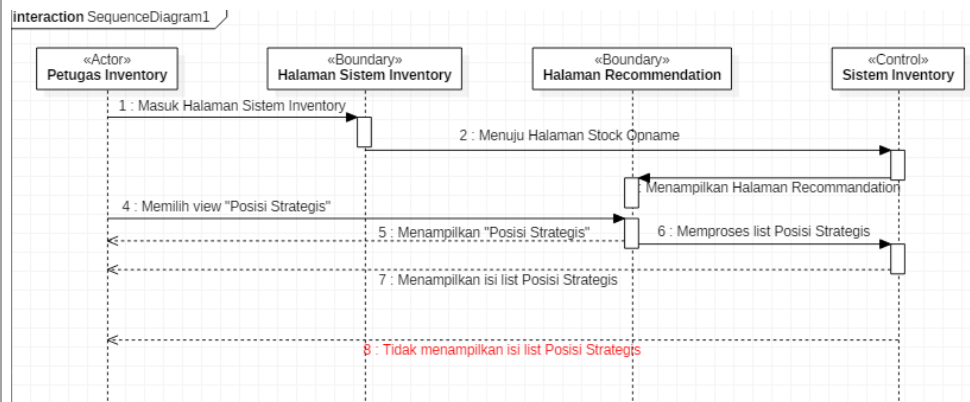 interaction SequenceDiagram1
«Actor»
Petugas Inventory
«Boundary»
Halaman Sistem Inventory
«Boundary»
Halaman Recommendation
«Control»
Sistem Inventory
1 : Masuk Halaman Sistem Inventory
2 : Menuju Halaman Stock Opname
: Menampilkan Halaman Recommandation
4 : Memilih view "Posisi Strategis"
5 : Menampilkan "Posisi Strategis"
6 : Memproses list Posisi Strategis
7 : Menampilkan isi list Posisi Strategis
8 : Tidak menampilkan isi list Posisi Strategis